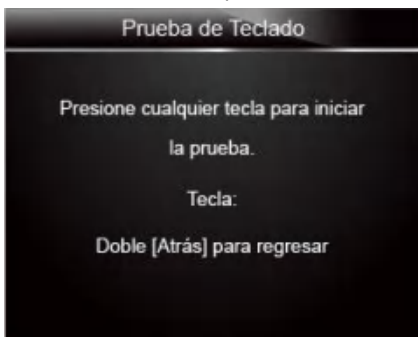 Prueba de Teclado
Presione cualquier tecla para iniciar
la prueba.
Tecla:
Doble [Atrás] para regresar